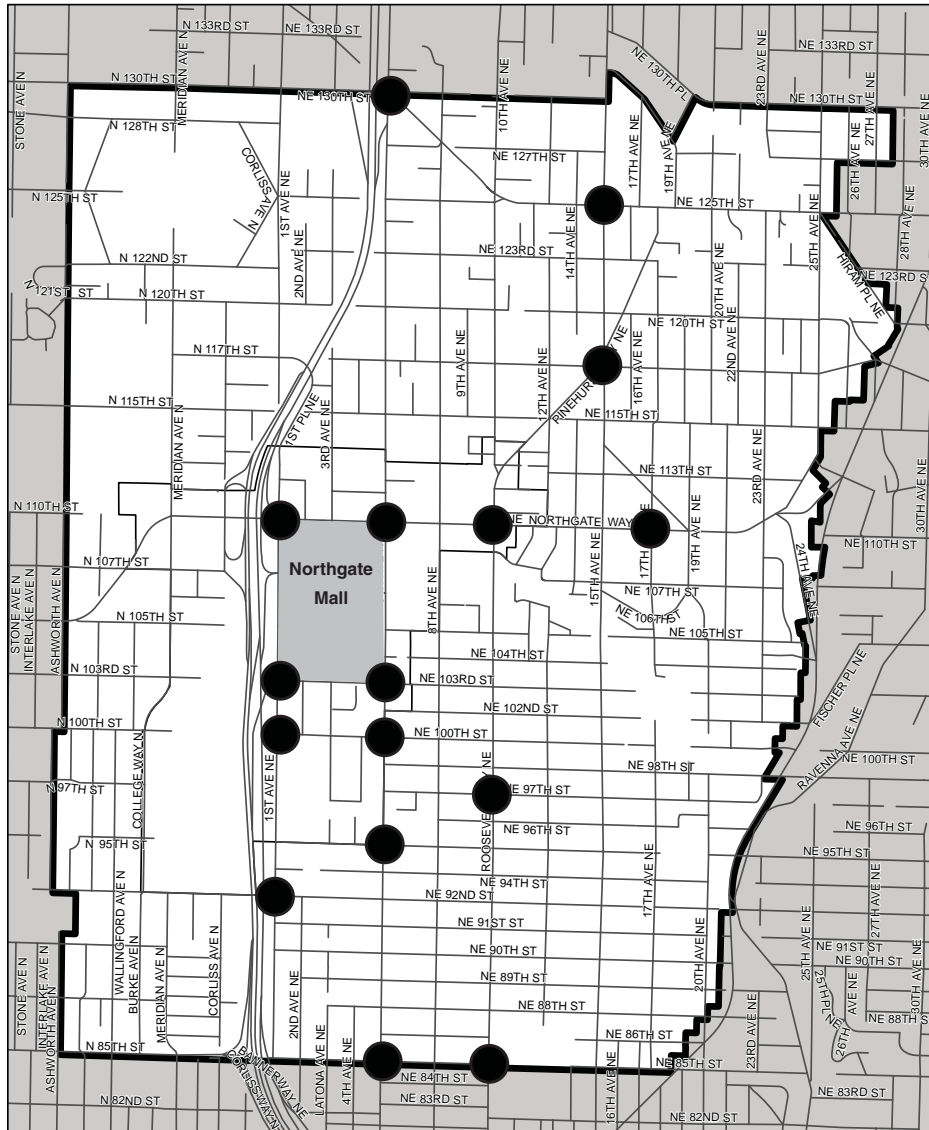 N 133RD ST
NE 133RD ST
NE 133RD ST
NE 130TH PL
23RD AVE NE
STONE AVE N
MERIDIAN AVE N
N 130TH ST
NE 130TH ST
10TH AVE NE
NE 130TH ST
27TH AVE NE
30TH AVE NE
N 128TH ST
NE 127TH ST
17TH AVE NE
19TH AVE NE
26TH AVE NE
CORLISS AVE N
1ST AVE NE
N 125TH ST
NE 125TH ST
28TH AVE NE
2ND AVE NE
NE 123RD ST
14TH AVE NE
20TH AVE NE
25TH AVE NE
HIRAM PL NE
NE 123RD S
N 122ND ST
N 121ST ST
N 120TH ST
NE 120TH ST
N 117TH ST
9TH AVE NE
12TH AVE NE
16TH AVE NE
22ND AVE NE
N 115TH ST
1ST PL NE
3RD AVE NE
NE 115TH ST
MERIDIAN AVE N
NE 113TH ST
23RD AVE NE
30TH AVE NE
N 110TH ST
NE NORTHGATE WAY
17TH
NE
19TH AVE NE
NE 110TH ST
STONE AVE N
INTERLAKE AVE N
ASHWORTH AVE N
N 107TH ST
Northgate
Mall
8TH AVE NE
15TH AVE NE
NE 107TH ST
24TH AVE NE
NE 106TH ST
N 105TH ST
NE 105TH ST
NE 104TH ST
N 103RD ST
NE 103RD ST
FISCHER PL NE
NE 102ND ST
N 100TH ST
NE 100TH ST
RAVENNA AVE NE
NE 100TH ST
COLLEGE WAY N
1ST AVE NE
NE 98TH ST
N 97TH ST
NE 97TH ST
NE 96TH ST
NE 96TH ST
N 95TH ST
NE 95TH ST
17TH AVE NE
NE 94TH ST
NE 92ND ST
27TH AVE NE
WALLINGFORD AVE N
BURKE AVE N
MERIDIAN AVE N
CORLISS AVE N
NE 91ST ST
20TH AVE NE
25TH AVE NE
NE 91ST ST
NE 90TH ST
NE 90TH ST
STONE AVE N
INTERLAKE AVE N
ASHWORTH AVE N
2ND AVE NE
NE 89TH ST
25TH PL NE
26TH
AVE NE
30TH AVE NE
NE 88TH ST
NE 88TH S
LATONA AVE NE
4TH AVE NE
NE 86TH ST
23RD AVE NE
N 85TH ST
NE 85TH ST
BANNERWAY NE
CORLISSWAY N
NE 84TH ST
16TH AVE NE
N 82ND ST
NE 83RD ST
NE 83RD ST
NE 82ND ST